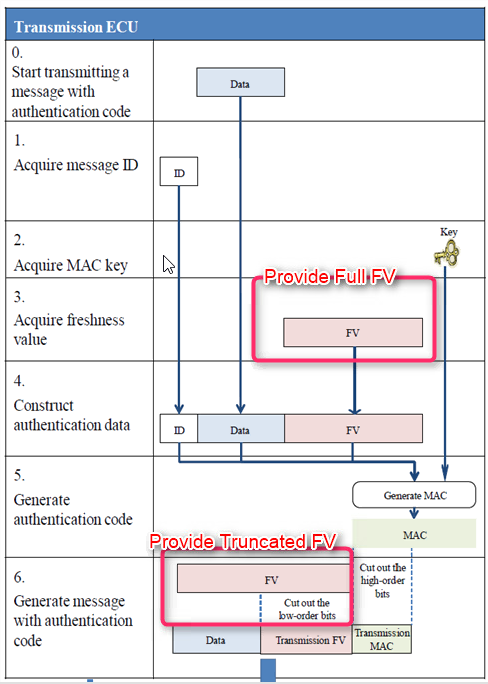 Transmission ECU
0.
Start transmitting a
message with
authentication code
Data
1.
Acquire message ID
ID
2.
Acquire MAC key
Key
3.
Acquire freshness
value
Provide Full FV
FV
4.
Construct
authentication data
ID
Data
FV
5.
Generate
authentication code
Generate MAC
MAC
6.
Generate message
with authentication
code
Provide Truncated FV
FV
Cut out the
high-order
bits
Cut out the
low-order bits
Data
Transmission FV
Transmission
MAC